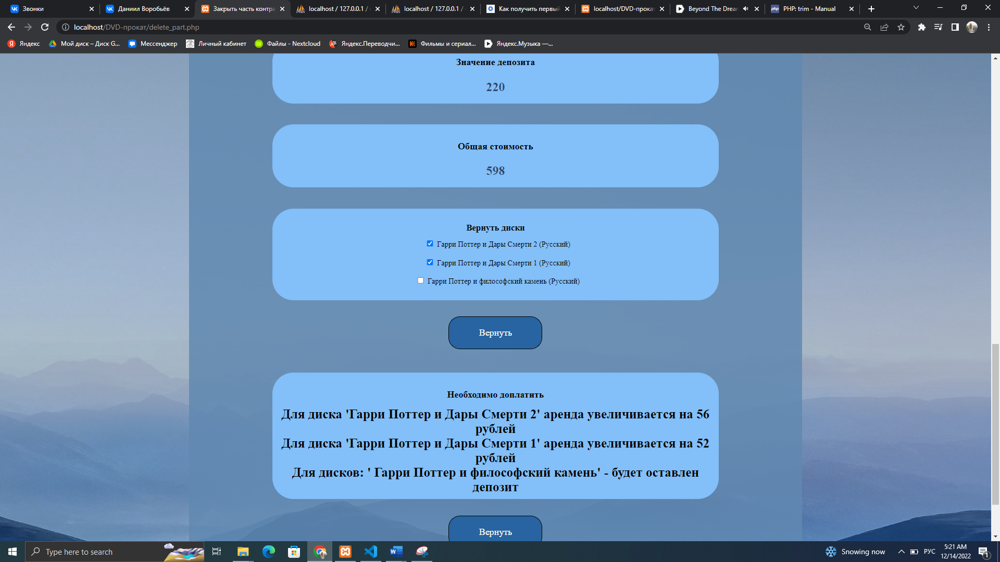 Звонки
Даниил Воробьёв
Закрыть часть контра
localhost / 127.0.0.1 /
localhost / 127.0.0.1 /
Как получить первый
localhost/DVD-прокат
Beyond The Drear
PHP: trim - Manual
localhost/DVD-прокат/delete_part.php
Яндекс
Мой диск – Диск G...
Мессенджер
Личный кабинет
Файлы - Nextcloud
Яндекс.Переводчи...
Фильмы и сериал...
Яндекс.Музыка —...
Значение депозита
220
Общая стоимость
598
Вернуть диски
Гарри Поттер и Дары Смерти 2 (Русский)
Гарри Поттер и Дары Смерти 1 (Русский)
Гарри Поттер и философский камень (Русский)
Вернуть
Необходимо доплатить
Для диска 'Гарри Поттер и Дары Смерти 2' аренда увеличивается на 56
рублей
Для диска 'Гарри Поттер и Дары Смерти 1' аренда увеличивается на 52
рублей
Для дисков: ' Гарри Поттер и философский камень' - будет оставлен
депозит
Вернуть
Type here to search
Snowing now
РУС
5:21 AM
12/14/2022
1